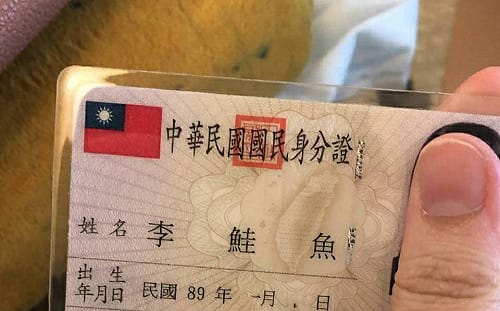 中華民國國民身分證
姓名 李 鮭 魚
出生
年月日 民國 89 年 一月 日